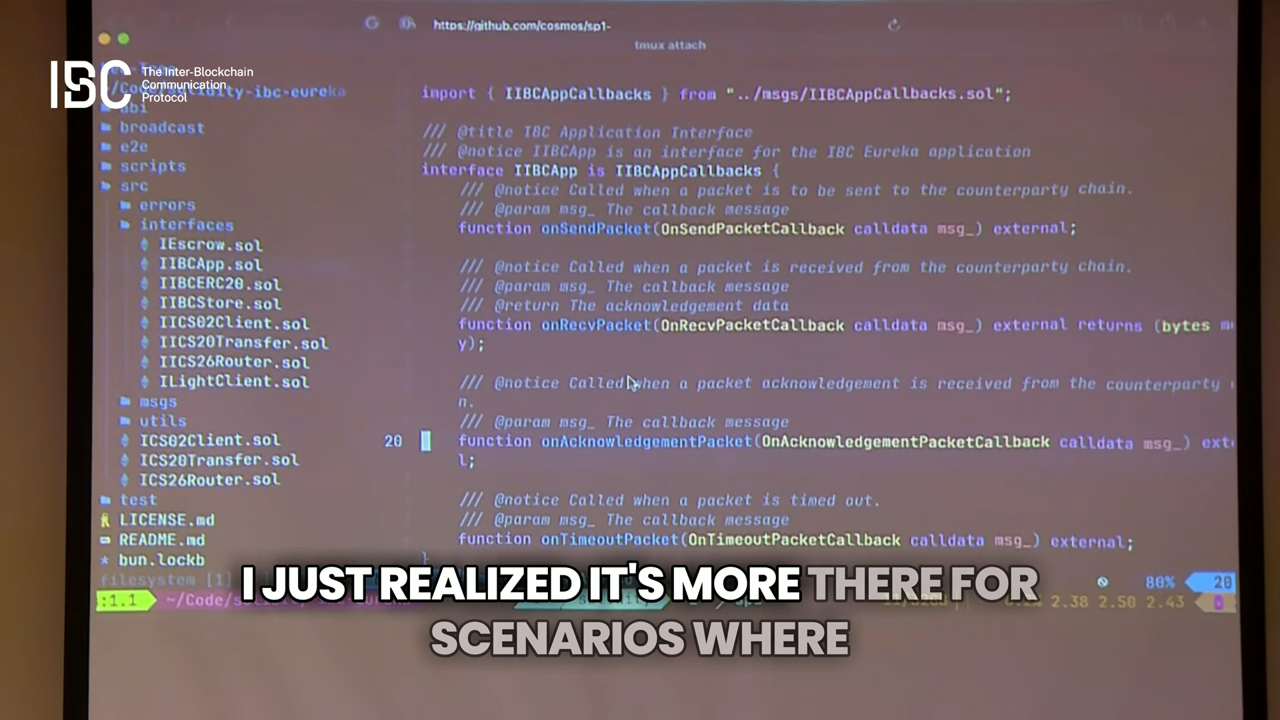 https://github.com/cosmos/sp1-
tmux attach
IBC
The Inter-Blockchain
Communication
Protocol
abi
broadcast
e2e
scripts
src
errors
interfaces
IEscrow.sol
IIBCApp.sol
IIBCERC20.sol
IIBCStore.sol
IICS02Client.sol
IICS20Transfer.sol
IICS26Router.sol
ILightClient.sol
msgs
utils
ICS02Client.sol
ICS20Transfer.sol
ICS26Router.sol
test
LICENSE.md
README.md
bun.lockb
filesystem [1]
import { IIBCAppCallbacks } from "../msgs/IIBCAppCallbacks.sol";
/// @title IBC Application Interface
/// @notice IIBCApp is an interface for the IBC Eureka application
interface IIBCApp is IIBCAppCallbacks {
/// @notice Called when a packet is to be sent to the counterparty chain.
/// @param msg_ The callback message
function onSendPacket(OnSendPacketCallback calldata msg_) external;
/// @notice Called when a packet is received from the counterparty chain.
/// @param msg_ The callback message
/// @return The acknowledgement data
function onRecvPacket(OnRecvPacketCallback calldata msg_) external returns (bytes m
y);
/// @notice Called when a packet acknowledgement is received from the counterparty
n.
/// @param msg_ The callback message
20 function onAcknowledgementPacket(OnAcknowledgementPacketCallback calldata msg_) ext
l;
/// @notice Called when a packet is timed out.
/// @param msg_ The callback message
function onTimeoutPacket(OnTimeoutPacketCallback calldata msg_) external;
}
80% 20
:1.1 2.38 2.50 2.43
I JUST REALIZED IT'S MORE THERE FOR
SCENARIOS WHERE